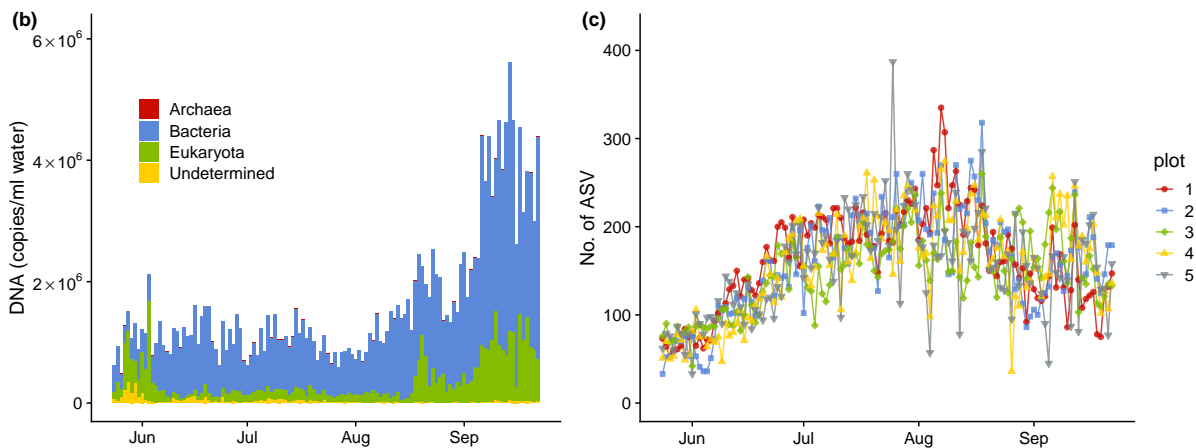 (b)
DNA (copies/ml water)
6×10⁶
4×10⁶
2×10⁶
0
Archaea
Bacteria
Eukaryota
Undetermined
Jun Jul Aug Sep
(c)
No. of ASV
400
300
200
100
0
Jun Jul Aug Sep
plot
1
2
3
4
5